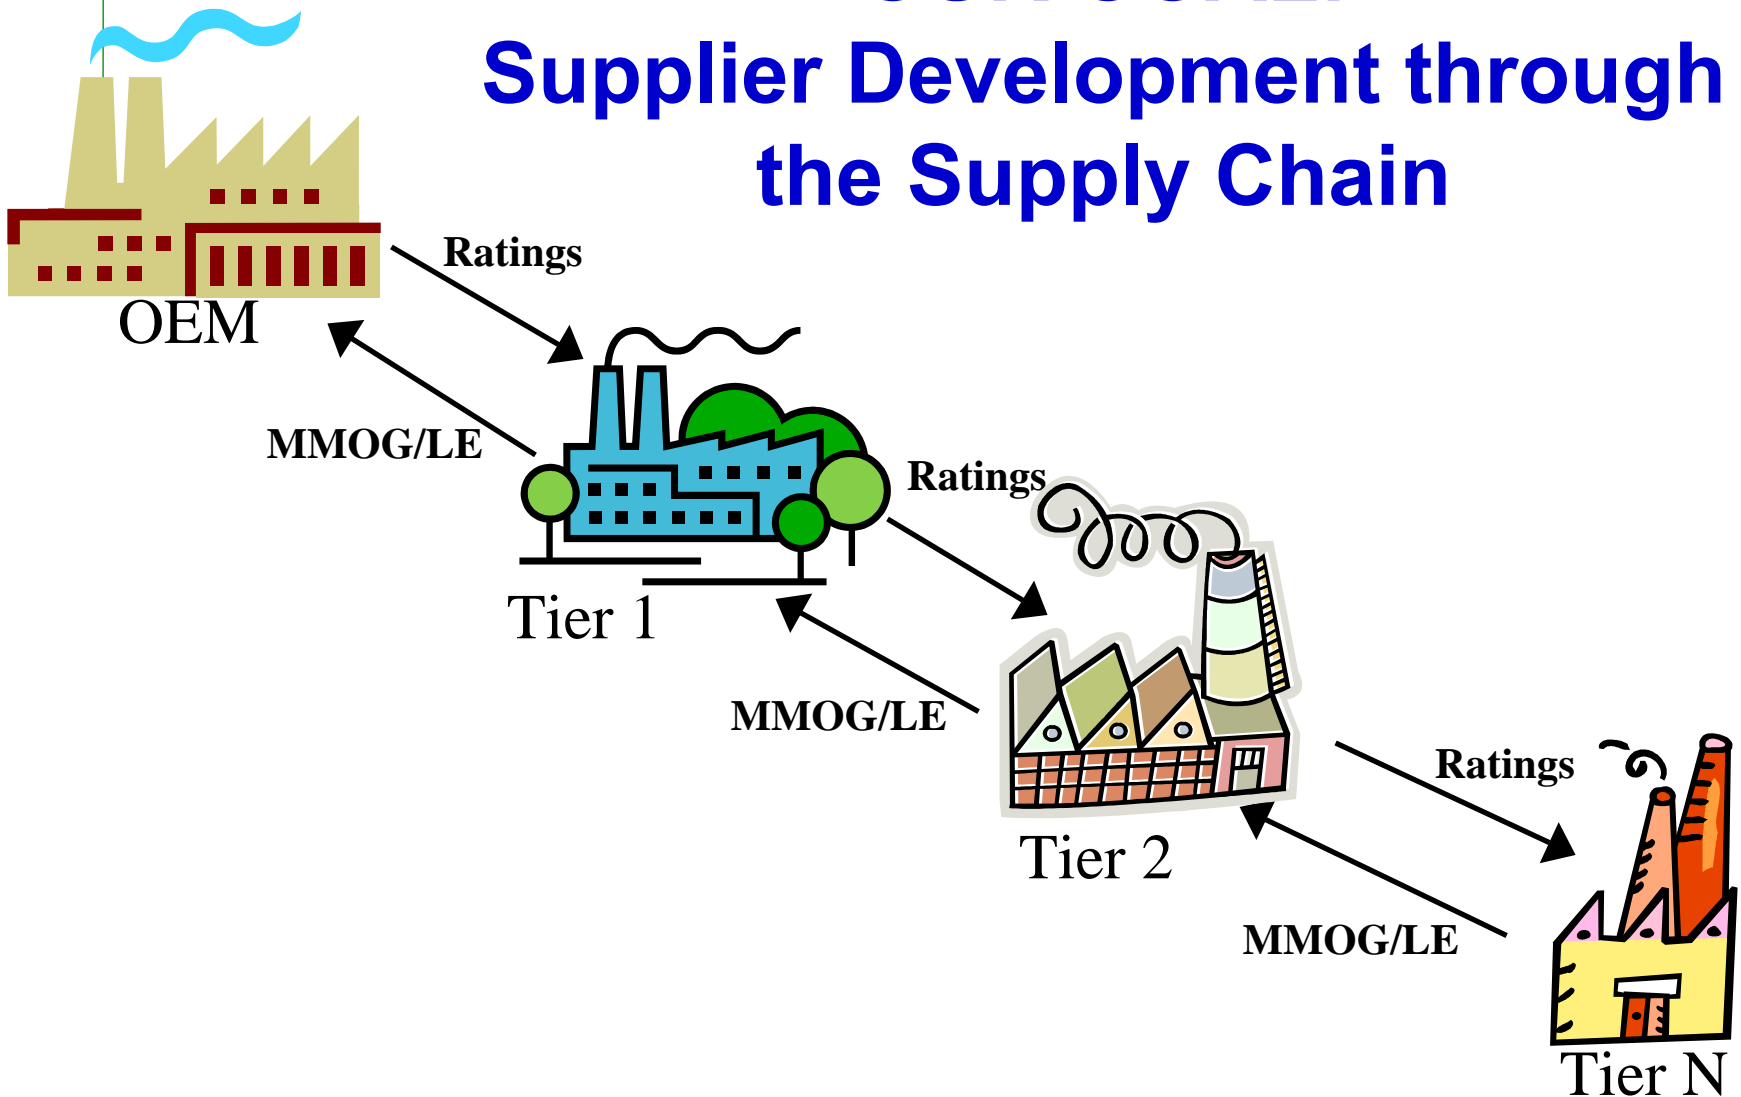 Supplier Development through
the Supply Chain
Ratings
OEM
MMOG/LE
Ratings
Tier 1
MMOG/LE
Ratings
Tier 2
MMOG/LE
Tier N